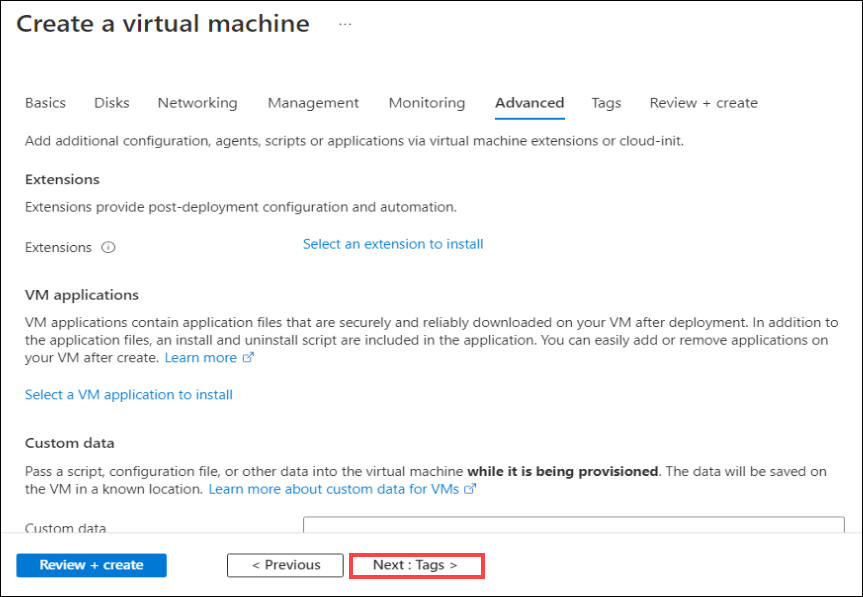 Create a virtual machine ...
Basics Disks Networking Management Monitoring Advanced Tags Review + create
Add additional configuration, agents, scripts or applications via virtual machine extensions or cloud-init.
Extensions
Extensions provide post-deployment configuration and automation.
Extensions Select an extension to install
VM applications
VM applications contain application files that are securely and reliably downloaded on your VM after deployment. In addition to
the application files, an install and uninstall script are included in the application. You can easily add or remove applications on
your VM after create. Learn more
Select a VM application to install
Custom data
Pass a script, configuration file, or other data into the virtual machine while it is being provisioned. The data will be saved on
the VM in a known location. Learn more about custom data for VMs
Custom data
Review + create < Previous Next : Tags >